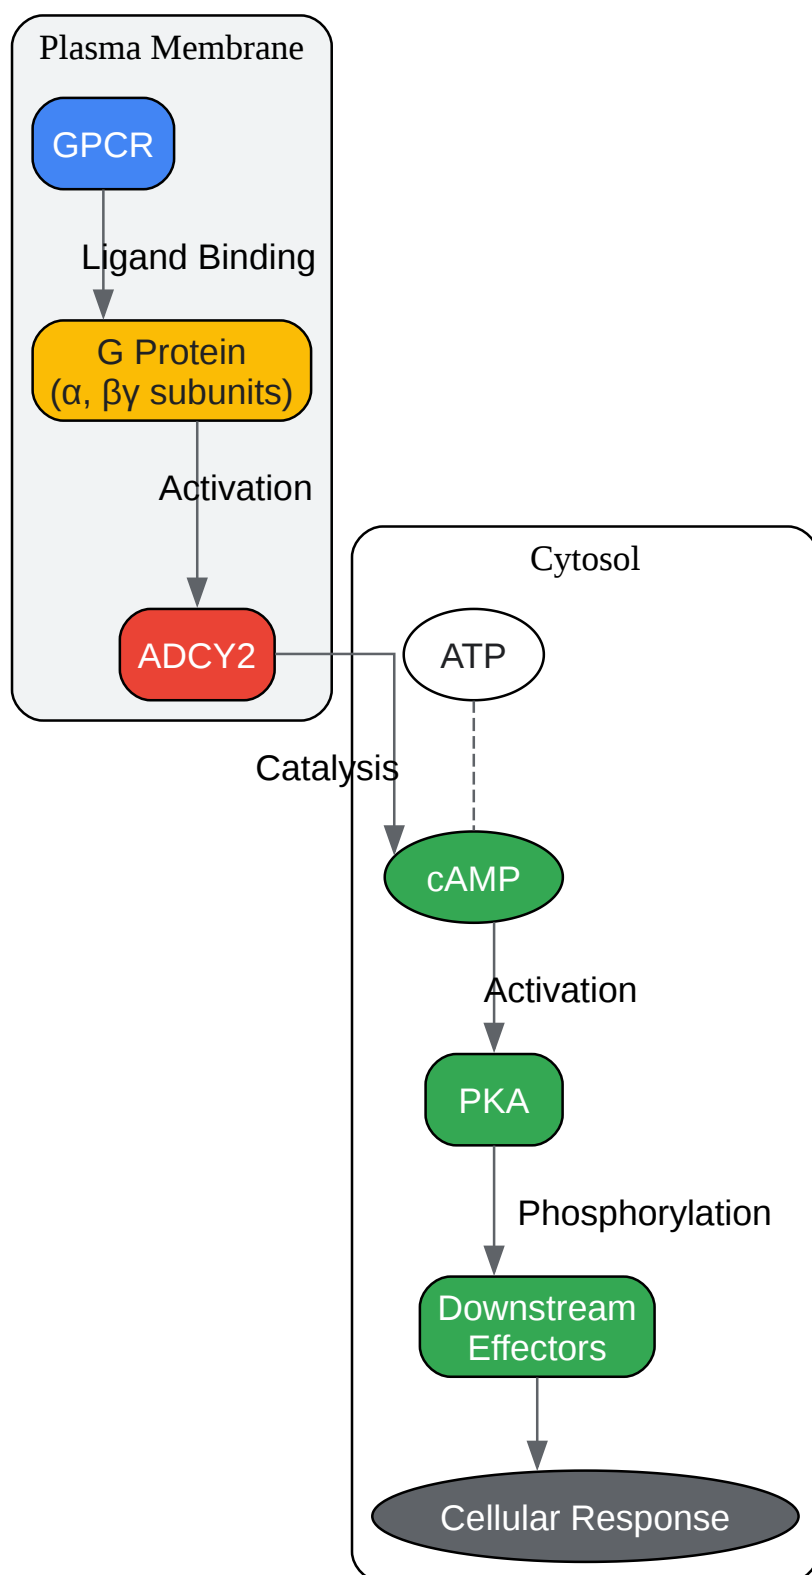 Plasma Membrane
GPCR
Ligand Binding
G Protein
(α, βγ subunits)
Activation
ADCY2
Cytosol
ATP
Catalysis
cAMP
Activation
PKA
Phosphorylation
Downstream
Effectors
Cellular Response